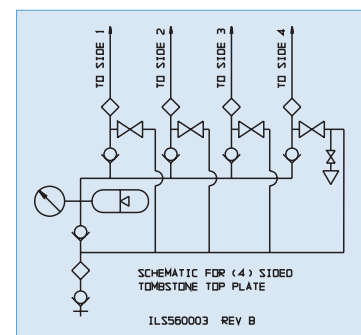 TO SIDE 1
TO SIDE 2
TO SIDE 3
TO SIDE 4
SCHEMATIC FOR (4) SIDED
TOMBSTONE TOP PLATE
ILS560003 REV B